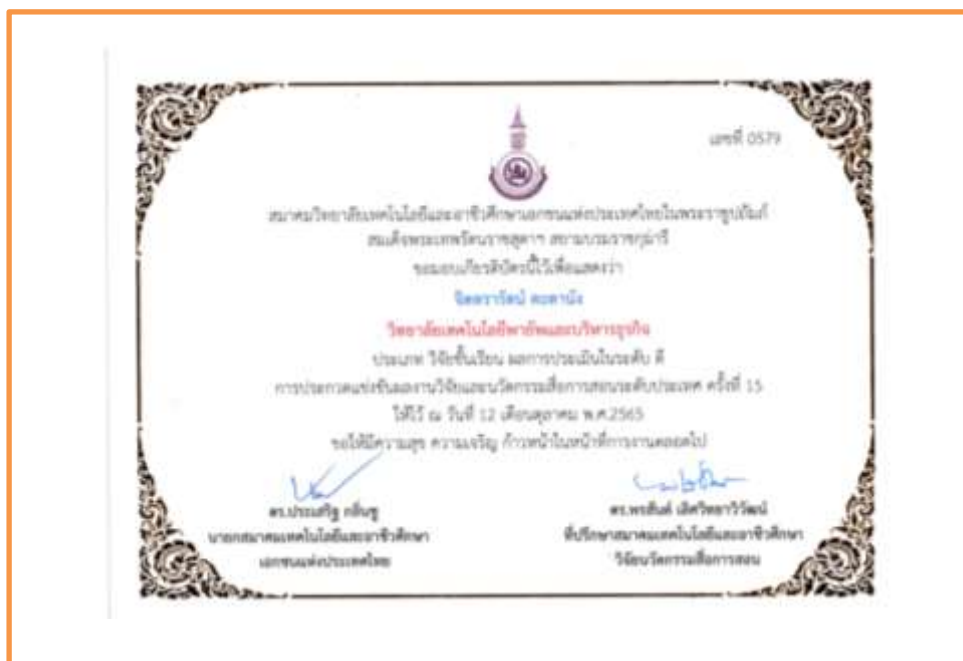 เลขที่ 0579
สมาคมวิทยาลัยเทคโนโลยีและอาชีวศึกษาเอกชนแห่งประเทศไทยในพระราชูปถัมภ์
สมเด็จพระเทพรัตนราชสุดาฯ สยามบรมราชกุมารี
ขอมอบเกียรติบัตรนี้ไว้เพื่อแสดงว่า
จิตอารัตน์
วิทยาลัยเทคโนโลยีพายัพและบริหารธุรกิจ
ประเภท วิจัยชั้นเรียน ผลการประเมินในระดับ ดี
การประกวดแข่งขันผลงานวิจัยและนวัตกรรมสื่อการสอนระดับประเทศ ครั้งที่ 15
ให้ไว้ ณ วันที่ 12 เดือนตุลาคม พ.ศ.2565
ขอให้มีความสุข ความเจริญ ก้าวหน้าในหน้าที่การงานตลอดไป
ดร.ประเสริฐ กลิ่นชู
นายกสมาคมเทคโนโลยีและอาชีวศึกษา
เอกชนแห่งประเทศไทย
ดร.พรสันต์ เลิศวิทยาวิวัฒน์
ที่ปรึกษาสมาคมเทคโนโลยีและอาชีวศึกษา
วิจัยนวัตกรรมสื่อการสอน